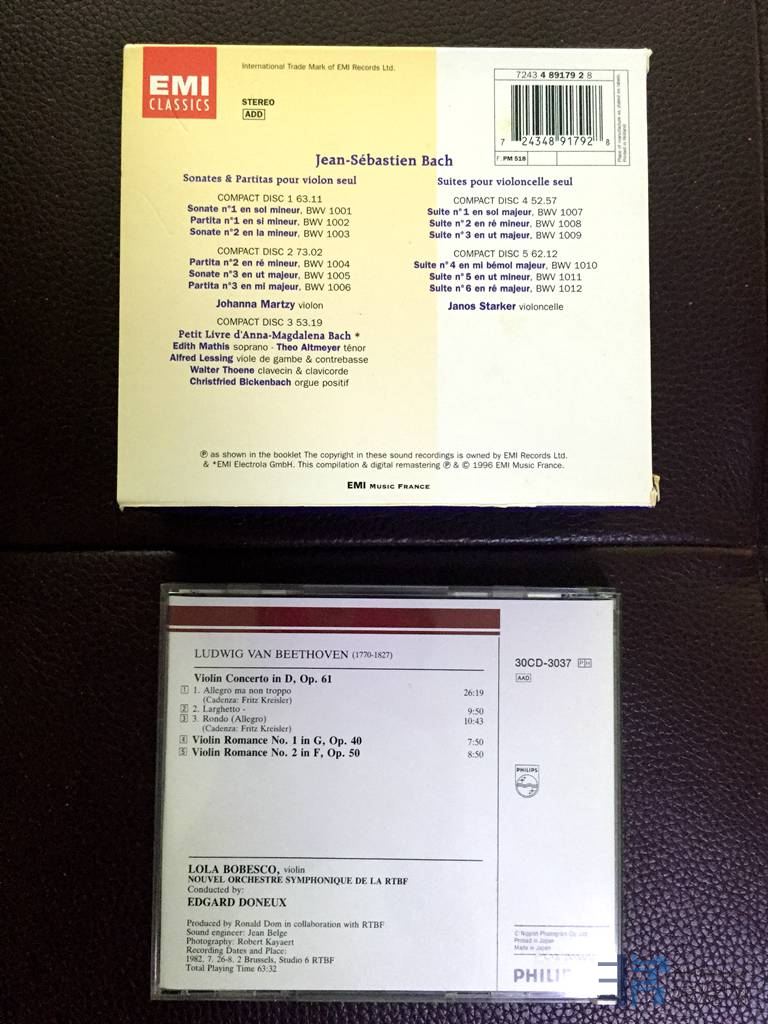 EMI
CLASSICS
International Trade Mark of EMI Records Ltd.
STEREO
ADD
7243 4 89179 2 8
7 24348 91792 8
PM 518
Jean-Sébastien Bach
Sonates & Partitas pour violon seul
COMPACT DISC 1 63.11
Sonate n°1 en sol mineur, BWV 1001
Partita n°1 en si mineur, BWV 1002
Sonate n°2 en la mineur, BWV 1003
COMPACT DISC 2 73.02
Partita n°2 en ré mineur, BWV 1004
Sonate n°3 en ut majeur, BWV 1005
Partita n°3 en mi majeur, BWV 1006
Johanna Martzy violon
COMPACT DISC 3 53.19
Petit Livre d'Anna-Magdalena Bach *
Edith Mathis soprano - Theo Altmeyer ténor
Alfred Lessing viole de gambe & contrebasse
Walter Thoene clavecin & clavicorde
Christfried Bickenbach orgue positif
Suites pour violoncelle seul
COMPACT DISC 4 52.57
Suite n°1 en sol majeur, BWV 1007
Suite n°2 en ré mineur, BWV 1008
Suite n°3 en ut majeur, BWV 1009
COMPACT DISC 5 62.12
Suite n°4 en mi bémol majeur, BWV 1010
Suite n°5 en ut mineur, BWV 1011
Suite n°6 en ré majeur, BWV 1012
Janos Starker violoncelle
℗ as shown in the booklet The copyright in these sound recordings is owned by EMI Records Ltd.
& *EMI Electrola GmbH. This compilation & digital remastering ℗ & © 1996 EMI Music France.
EMI MUSIC FRANCE
LUDWIG VAN BEETHOVEN (1770-1827)
Violin Concerto in D, Op. 61
1 1. Allegro ma non troppo 26:19
(Cadenza: Fritz Kreisler)
2 2. Larghetto - 9:50
3 3. Rondo (Allegro) 10:43
(Cadenza: Fritz Kreisler)
4 Violin Romance No. 1 in G, Op. 40 7:50
5 Violin Romance No. 2 in F, Op. 50 8:50
LOLA BOBESCO, violin
NOUVEL ORCHESTRE SYMPHONIQUE DE LA RTBF
Conducted by:
EDGARD DONEUX
Produced by Ronald Dom in collaboration with RTBF
Sound engineer: Jean Belge
Photography: Robert Kayaert
Recording Dates and Place:
1982. 7. 26-8. 2 Brussels, Studio 6 RTBF
Total Playing Time 63:32
30CD-3037
AAD
PHILIPS
Printed in Japan
Made in Japan